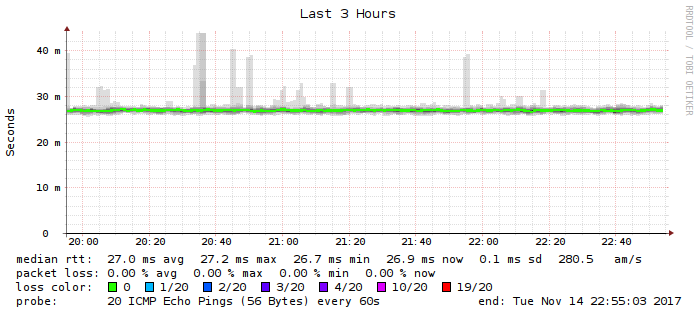 Last 3 Hours
RRDTOOL / TOBI OETIKER
Seconds
40 m
30 m
20 m
10 m
0
20:00 20:20 20:40 21:00 21:20 21:40 22:00 22:20 22:40
median rtt: 27.0 ms avg 27.2 ms max 26.7 ms min 26.9 ms now 0.1 ms sd 280.5 am/s
packet loss: 0.00 % avg 0.00 % max 0.00 % min 0.00 % now
loss color: 0 1/20 2/20 3/20 4/20 10/20 19/20
probe: 20 ICMP Echo Pings (56 Bytes) every 60s end: Tue Nov 14 22:55:03 2017